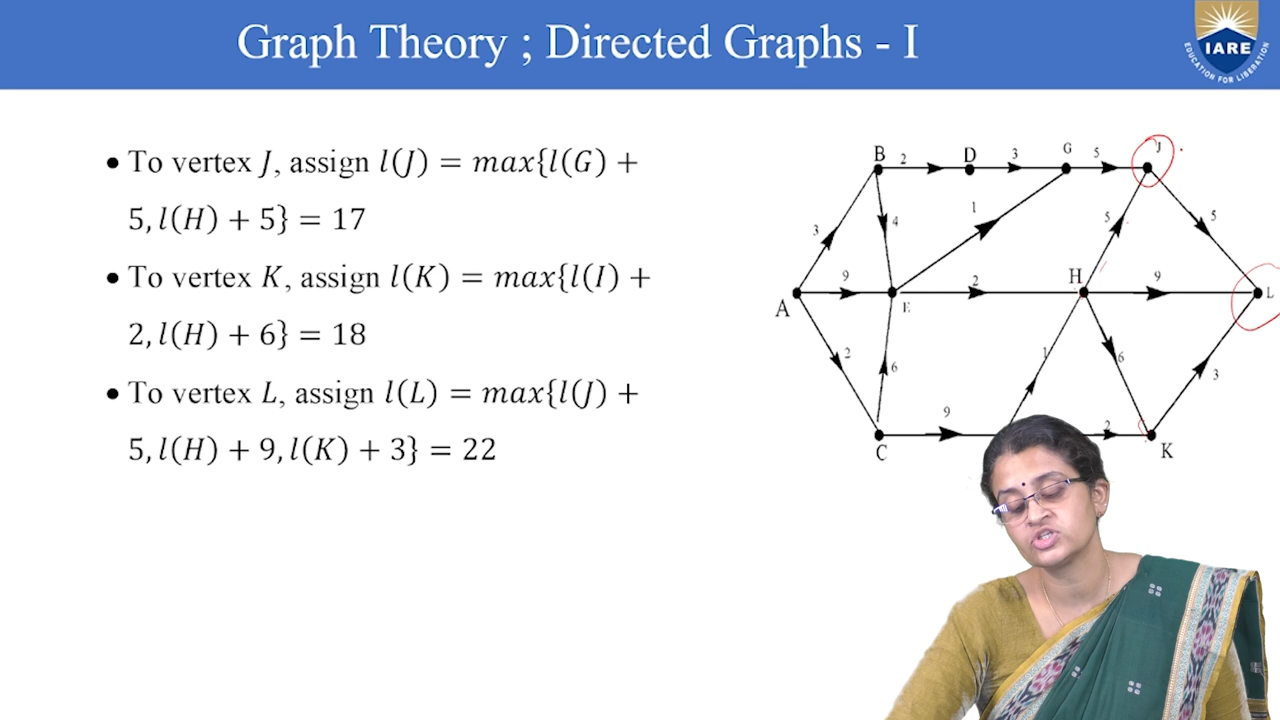 Graph Theory ; Directed Graphs - I
IARE
EDUCATION FOR LIBERATION
• To vertex J, assign l(J) = max{l(G) +
5, l(H) + 5} = 17
• To vertex K, assign l(K) = max{l(I) +
2, l(H) + 6} = 18
• To vertex L, assign l(L) = max{l(J) +
5, l(H) + 9, l(K) + 3} = 22
B 2 D 3 G 5 J
3 4 1 5 5
A 9 E 2 H 9 L
2 6 1 6 3
C 9 2 K